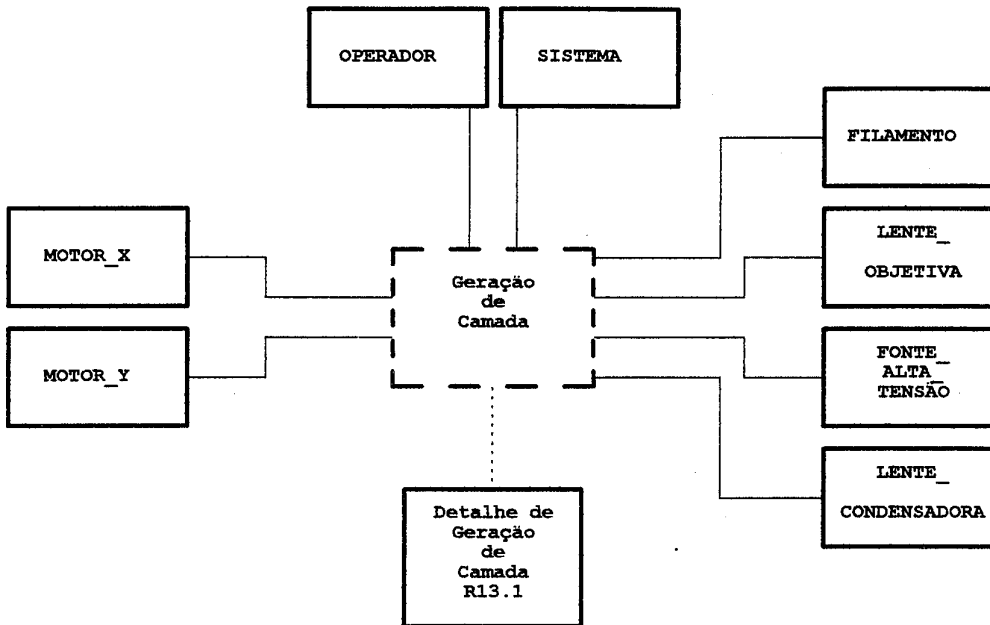 OPERADOR
SISTEMA
FILAMENTO
MOTOR_X
LENTE_
OBJETIVA
Geração
de
Camada
MOTOR_Y
FONTE_
ALTA_
TENSÃO
LENTE_
CONDENSADORA
Detalhe de
Geração
de
Camada
R13.1